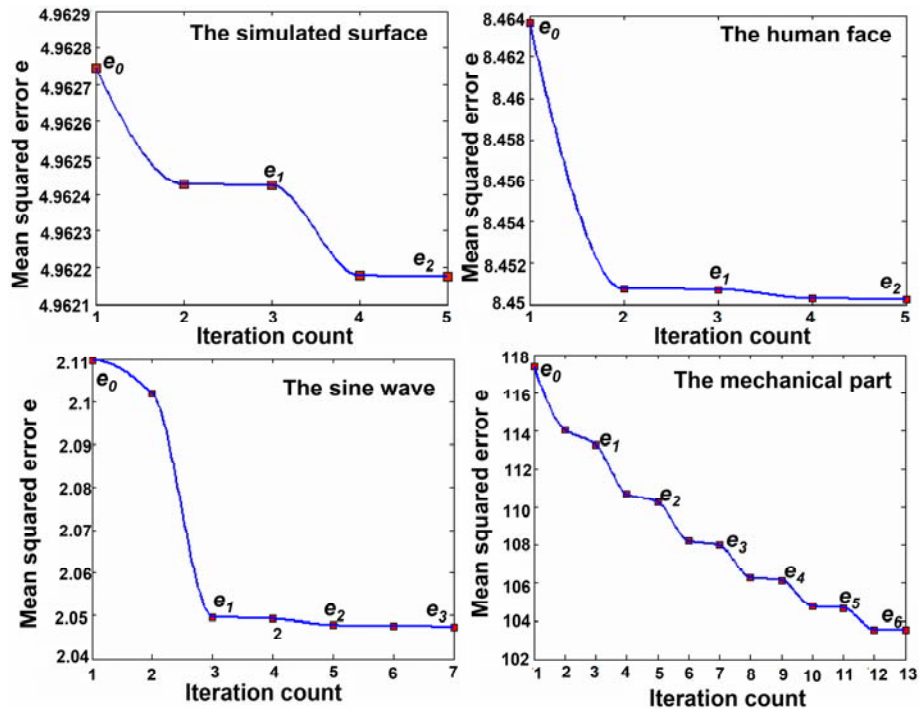 The simulated surface
Mean squared error e
4.9629
4.9628
4.9627
4.9626
4.9625
4.9624
4.9623
4.9622
4.9621
e0
e1
e2
1 2 3 4 5
Iteration count
The human face
Mean squared error e
8.464
8.462
8.46
8.458
8.456
8.454
8.452
8.45
e0
e1
e2
1 2 3 4 5
Iteration count
The sine wave
Mean squared error e
2.11
2.1
2.09
2.08
2.07
2.06
2.05
2.04
e0
e1
2
e2
e3
1 2 3 4 5 6 7
Iteration count
The mechanical part
Mean squared error e
118
116
114
112
110
108
106
104
102
e0
e1
e2
e3
e4
e5
e6
1 2 3 4 5 6 7 8 9 10 11 12 13
Iteration count